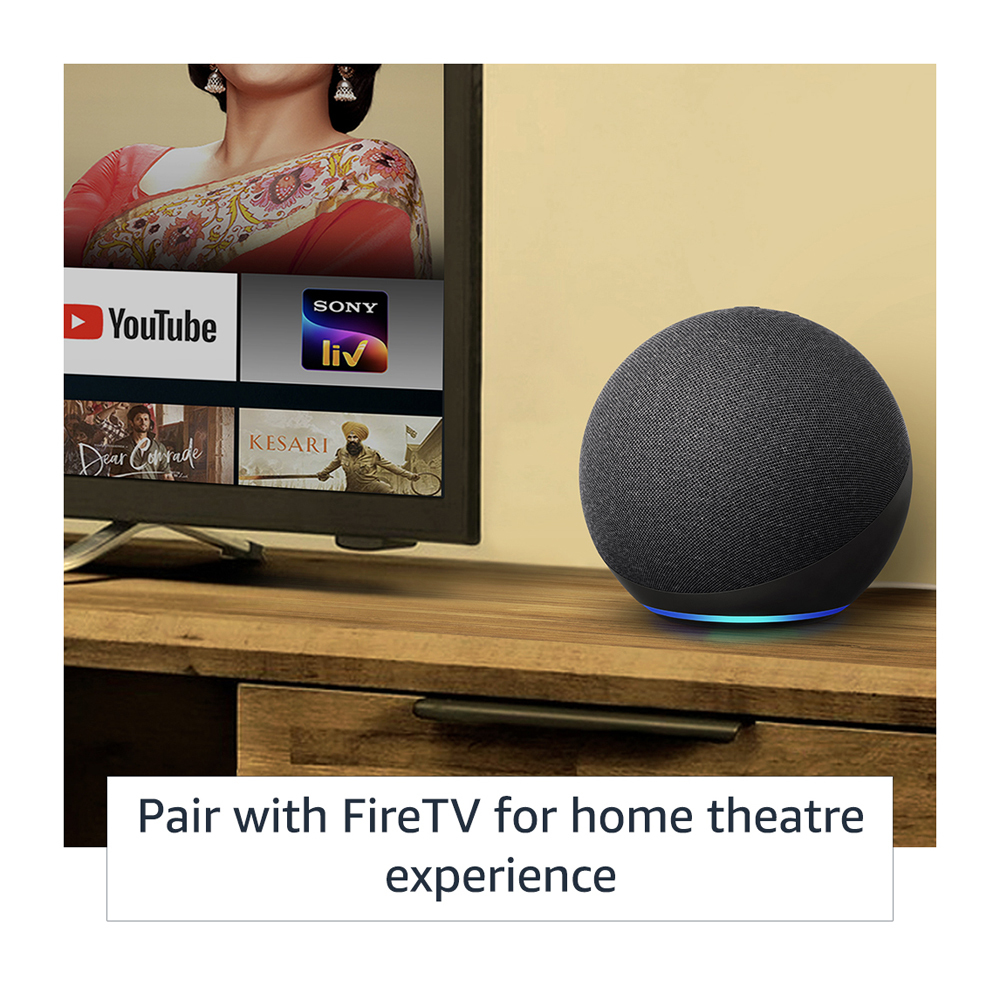 YouTube
SONY
liv
Dear Comrade
KESARI
Pair with FireTV for home theatre
experience